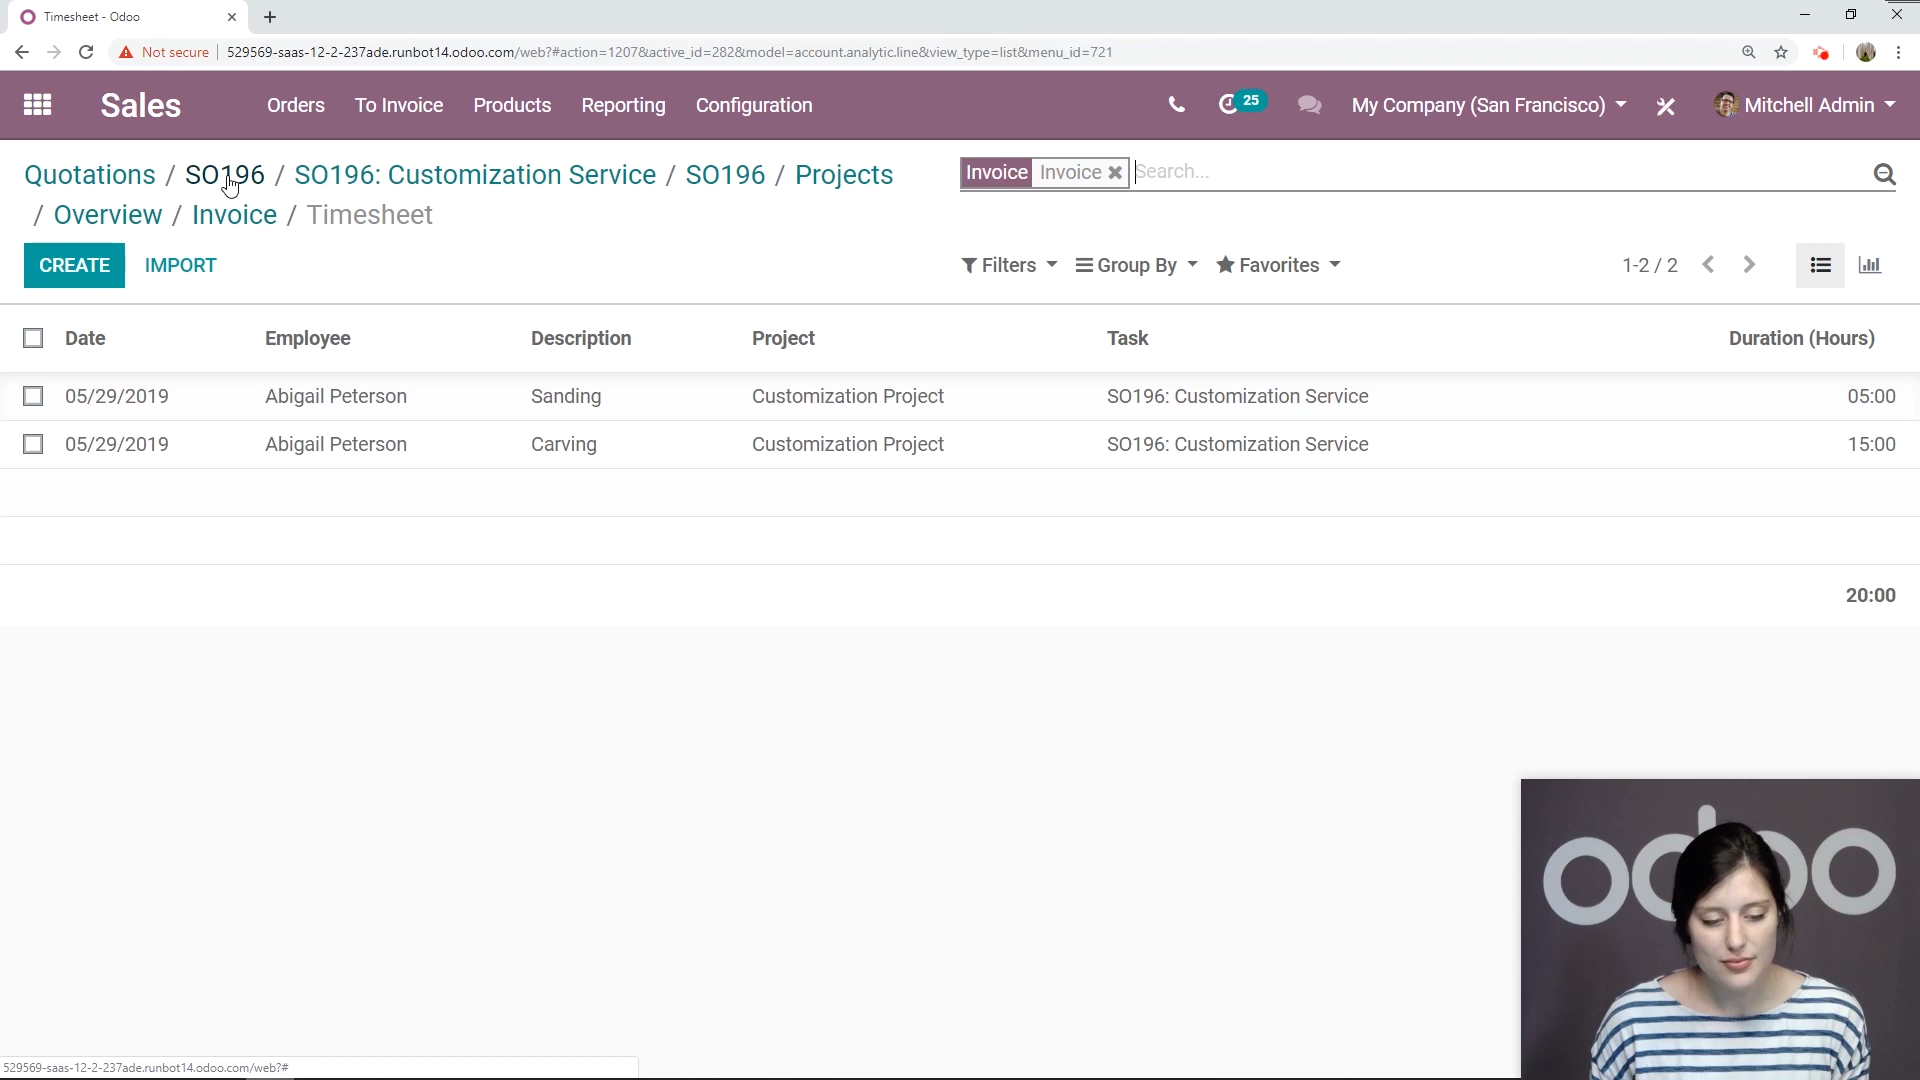 Timesheet - Odoo
Not secure 529569-saas-12-2-237ade.runbot14.odoo.com/web?#action=1207&active_id=282&model=account.analytic.line&view_type=list&menu_id=721
Sales Orders To Invoice Products Reporting Configuration 25 My Company (San Francisco) Mitchell Admin
Quotations / SO196 / SO196: Customization Service / SO196 / Projects
/ Overview / Invoice / Timesheet
Invoice Invoice Search...
CREATE IMPORT Filters Group By Favorites 1-2 / 2
Date Employee Description Project Task Duration (Hours)
05/29/2019 Abigail Peterson Sanding Customization Project SO196: Customization Service 05:00
05/29/2019 Abigail Peterson Carving Customization Project SO196: Customization Service 15:00
20:00
odoo
529569-saas-12-2-237ade.runbot14.odoo.com/web?#